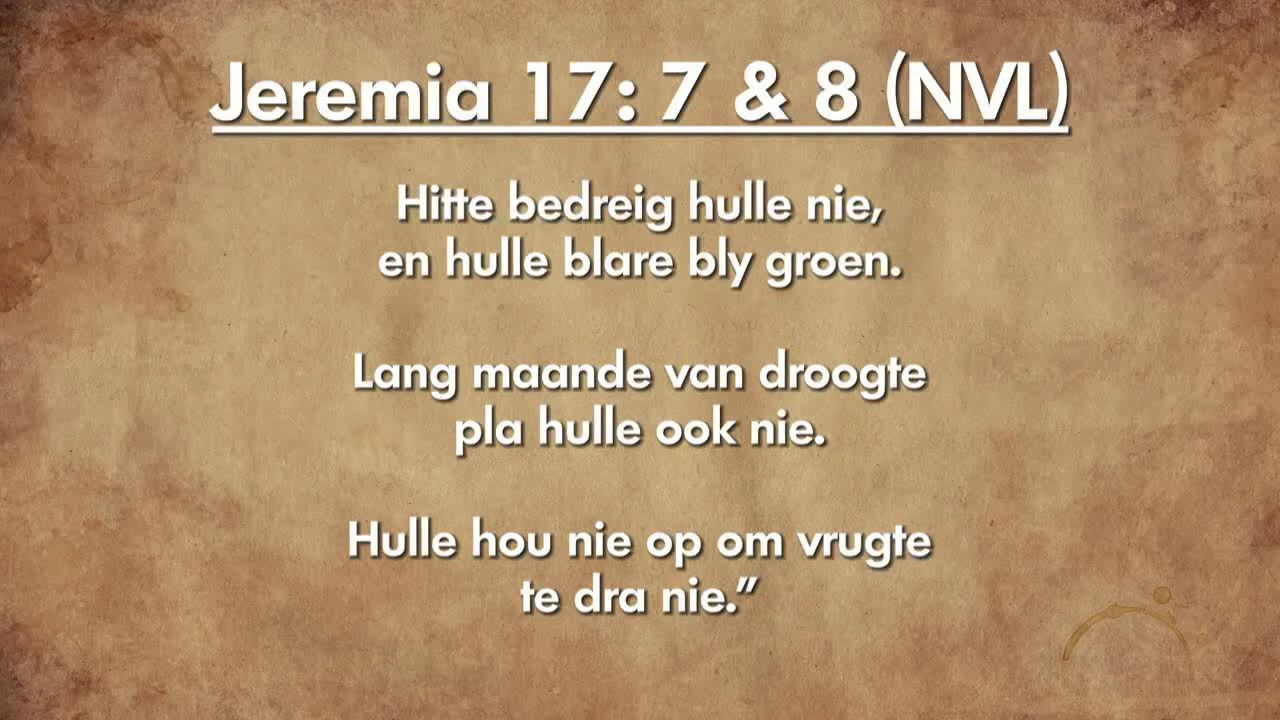 Jeremia 17: 7 & 8 (NVL)
Hitte bedreig hulle nie,
en hulle blare bly groen.
Lang maande van droogte
pla hulle ook nie.
Hulle hou nie op om vrugte
te dra nie.”